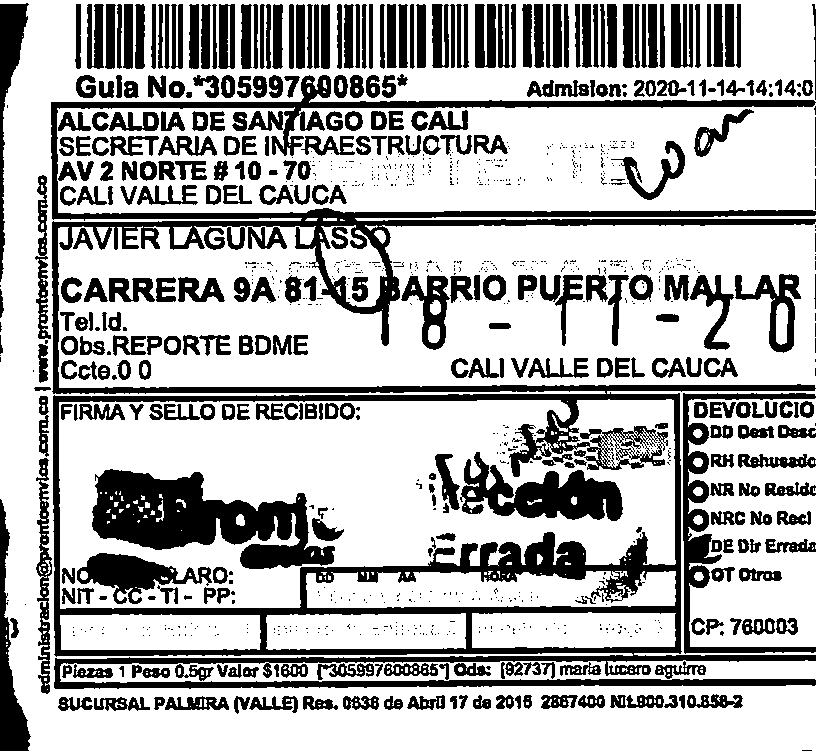 Guia No.*305997600865*
Admision: 2020-11-14-14:14:0
ALCALDIA DE SANTIAGO DE CALI
SECRETARIA DE INFRAESTRUCTURA
AV 2 NORTE # 10 - 70
CALI VALLE DEL CAUCA
JAVIER LAGUNA LASSO
DESTINATARIO
CARRERA 9A 81-15 BARRIO PUERTO MALLAR
18-11-20
Tel.Id.
Obs.REPORTE BDME
Ccte.0 0
CALI VALLE DEL CAUCA
administracion@prontoenvios.com.co | www.prontoenvios.com.co
FIRMA Y SELLO DE RECIBIDO:
Pronto
envios
Dirección
Errada
CLARO:
NIT - CC - TI - PP:
DD MM AA HORA
DEVOLUCIO
DD Dest Desc
RH Rehusado
NR No Reside
NRC No Recl
DE Dir Errada
OT Otros
CP: 760003
Piezas 1 Peso 0.5gr Valor $1600 [*305997600865*] Ods: [92737] maria lucero aguirre
SUCURSAL PALMIRA (VALLE) Res. 0636 de Abril 17 de 2015 2867400 Nit.900.310.856-2